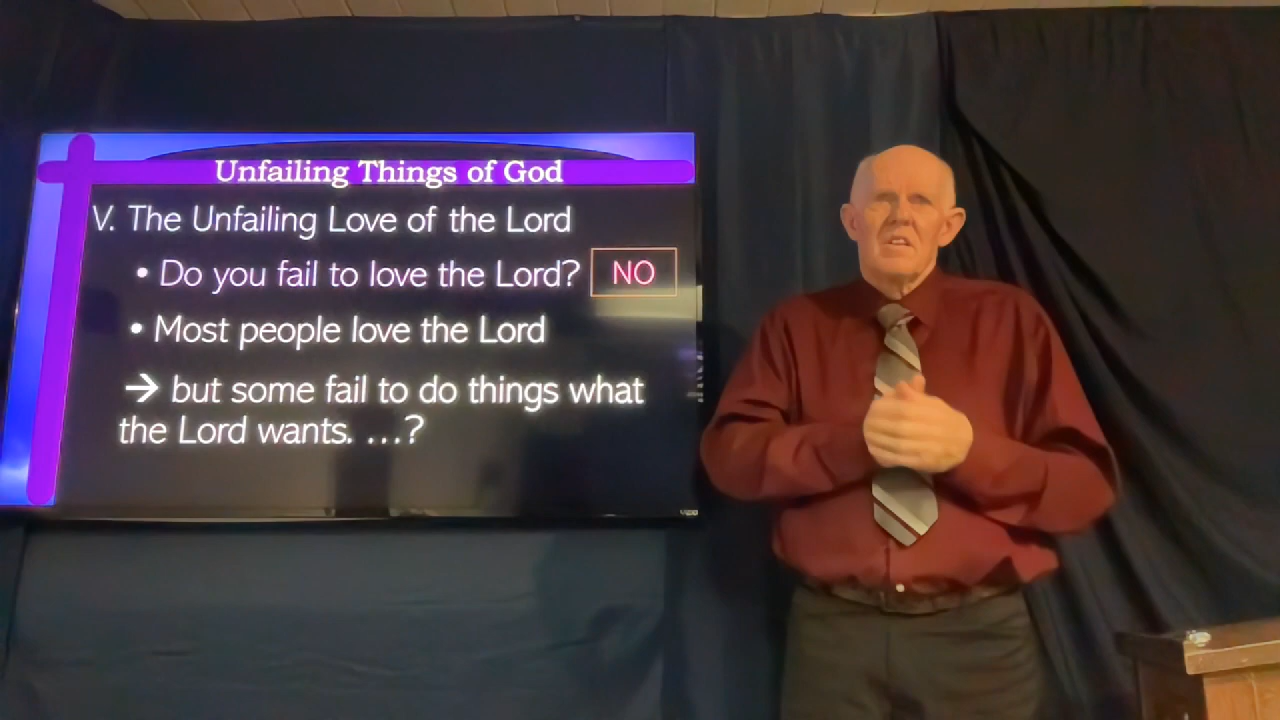 Unfailing Things of God
V. The Unfailing Love of the Lord
• Do you fail to love the Lord? NO
• Most people love the Lord
→ but some fail to do things what
the Lord wants. ...?